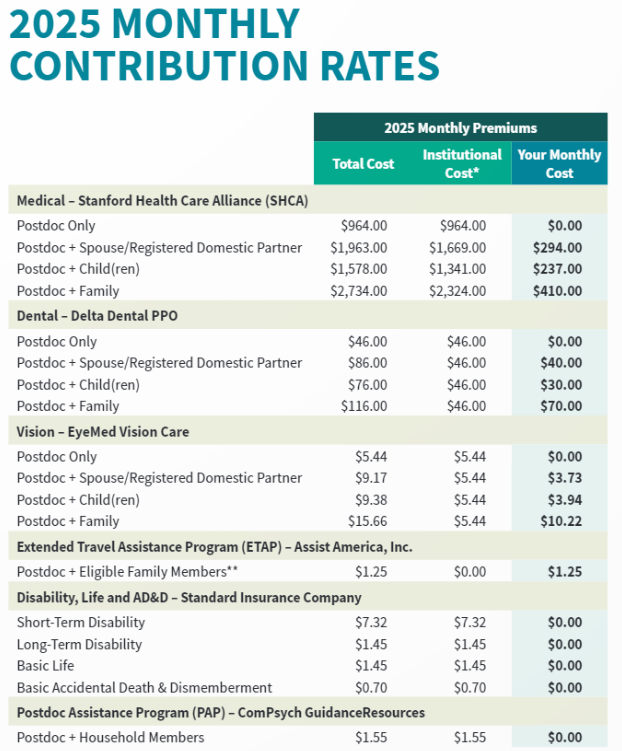 2025 MONTHLY
CONTRIBUTION RATES
2025 Monthly Premiums
Total Cost Institutional Cost* Your Monthly Cost
Medical – Stanford Health Care Alliance (SHCA)
Postdoc Only $964.00 $964.00 $0.00
Postdoc + Spouse/Registered Domestic Partner $1,963.00 $1,669.00 $294.00
Postdoc + Child(ren) $1,578.00 $1,341.00 $237.00
Postdoc + Family $2,734.00 $2,324.00 $410.00
Dental – Delta Dental PPO
Postdoc Only $46.00 $46.00 $0.00
Postdoc + Spouse/Registered Domestic Partner $86.00 $46.00 $40.00
Postdoc + Child(ren) $76.00 $46.00 $30.00
Postdoc + Family $116.00 $46.00 $70.00
Vision – EyeMed Vision Care
Postdoc Only $5.44 $5.44 $0.00
Postdoc + Spouse/Registered Domestic Partner $9.17 $5.44 $3.73
Postdoc + Child(ren) $9.38 $5.44 $3.94
Postdoc + Family $15.66 $5.44 $10.22
Extended Travel Assistance Program (ETAP) – Assist America, Inc.
Postdoc + Eligible Family Members** $1.25 $0.00 $1.25
Disability, Life and AD&D – Standard Insurance Company
Short-Term Disability $7.32 $7.32 $0.00
Long-Term Disability $1.45 $1.45 $0.00
Basic Life $1.45 $1.45 $0.00
Basic Accidental Death & Dismemberment $0.70 $0.70 $0.00
Postdoc Assistance Program (PAP) – ComPsych GuidanceResources
Postdoc + Household Members $1.55 $1.55 $0.00